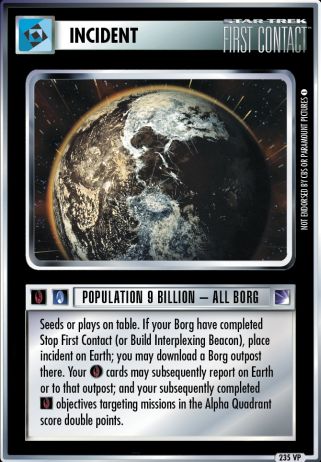 INCIDENT
STAR TREK
FIRST CONTACT
NOT ENDORSED BY CBS OR PARAMOUNT PICTURES
POPULATION 9 BILLION – ALL BORG
Seeds or plays on table. If your Borg have completed
Stop First Contact (or Build Interplexing Beacon), place
incident on Earth; you may download a Borg outpost
there. Your cards may subsequently report on Earth
or to that outpost; and your subsequently completed
objectives targeting missions in the Alpha Quadrant
score double points.
235 VP